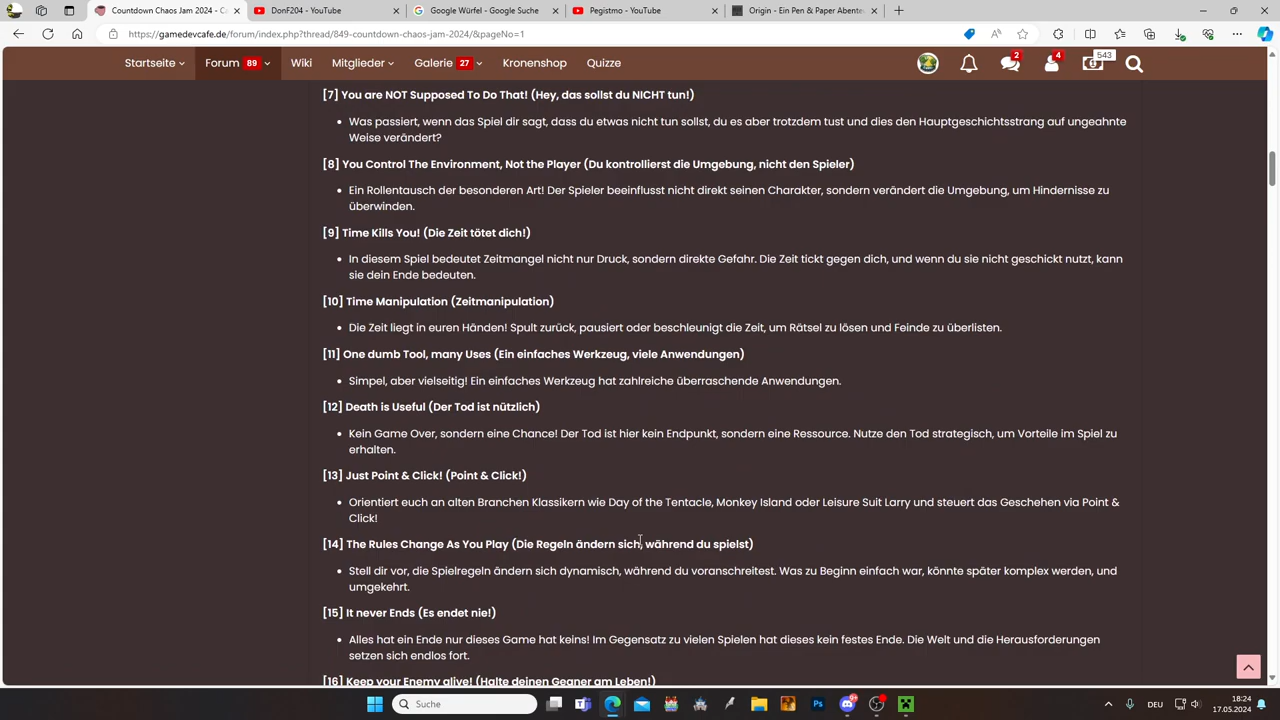 Countdown Chaos Jam 2024 - C
DonF204 - YouTube
Google Würfel - Google Suche
Pegistmo - YouTube
Origin - Ein Pen & Paper Abente
https://gamedevcafe.de/forum/index.php?thread/849-countdown-chaos-jam-2024/&pageNo=1
Startseite
Forum 89
Wiki
Mitglieder
Galerie 27
Kronenshop
Quizze
2
4
543
[7] You are NOT Supposed To Do That! (Hey, das sollst du NICHT tun!)
• Was passiert, wenn das Spiel dir sagt, dass du etwas nicht tun sollst, du es aber trotzdem tust und dies den Hauptgeschichtsstrang auf ungeahnte
Weise verändert?
[8] You Control The Environment, Not the Player (Du kontrollierst die Umgebung, nicht den Spieler)
• Ein Rollentausch der besonderen Art! Der Spieler beeinflusst nicht direkt seinen Charakter, sondern verändert die Umgebung, um Hindernisse zu
überwinden.
[9] Time Kills You! (Die Zeit tötet dich!)
• In diesem Spiel bedeutet Zeitmangel nicht nur Druck, sondern direkte Gefahr. Die Zeit tickt gegen dich, und wenn du sie nicht geschickt nutzt, kann
sie dein Ende bedeuten.
[10] Time Manipulation (Zeitmanipulation)
• Die Zeit liegt in euren Händen! Spult zurück, pausiert oder beschleunigt die Zeit, um Rätsel zu lösen und Feinde zu überlisten.
[11] One dumb Tool, many Uses (Ein einfaches Werkzeug, viele Anwendungen)
• Simpel, aber vielseitig! Ein einfaches Werkzeug hat zahlreiche überraschende Anwendungen.
[12] Death is Useful (Der Tod ist nützlich)
• Kein Game Over, sondern eine Chance! Der Tod ist hier kein Endpunkt, sondern eine Ressource. Nutze den Tod strategisch, um Vorteile im Spiel zu
erhalten.
[13] Just Point & Click! (Point & Click!)
• Orientiert euch an alten Branchen Klassikern wie Day of the Tentacle, Monkey Island oder Leisure Suit Larry und steuert das Geschehen via Point &
Click!
[14] The Rules Change As You Play (Die Regeln ändern sich, während du spielst)
• Stell dir vor, die Spielregeln ändern sich dynamisch, während du voranschreitest. Was zu Beginn einfach war, könnte später komplex werden, und
umgekehrt.
[15] It never Ends (Es endet nie!)
• Alles hat ein Ende nur dieses Game hat keins! Im Gegensatz zu vielen Spielen hat dieses kein festes Ende. Die Welt und die Herausforderungen
setzen sich endlos fort.
[16] Keep your Enemy alive! (Halte deinen Gegner am Leben!)
Suche
DEU
18:24
17.05.2024